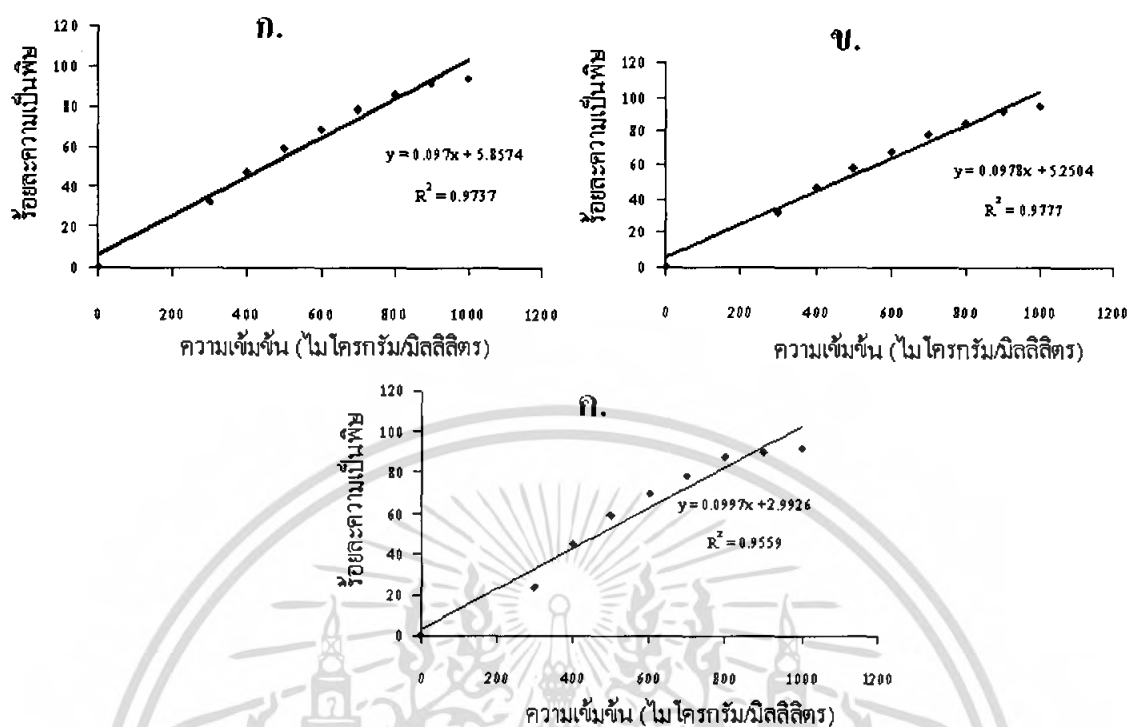 ก.
ร้อยละความเป็นพิษ
120
100
80
60
40
20
0
y = 0.097x + 5.8574
R² = 0.9737
0 200 400 600 800 1000 1200
ความเข้มข้น (ไมโครกรัม/มิลลิลิตร)
ข.
ร้อยละความเป็นพิษ
120
100
80
60
40
20
0
y = 0.0978x + 5.2504
R² = 0.9777
0 200 400 600 800 1000 1200
ความเข้มข้น (ไมโครกรัม/มิลลิลิตร)
ค.
ร้อยละความเป็นพิษ
120
100
80
60
40
20
0
y = 0.0997x + 2.9926
R² = 0.9559
0 200 400 600 800 1000 1200
ความเข้มข้น (ไมโครกรัม/มิลลิลิตร)